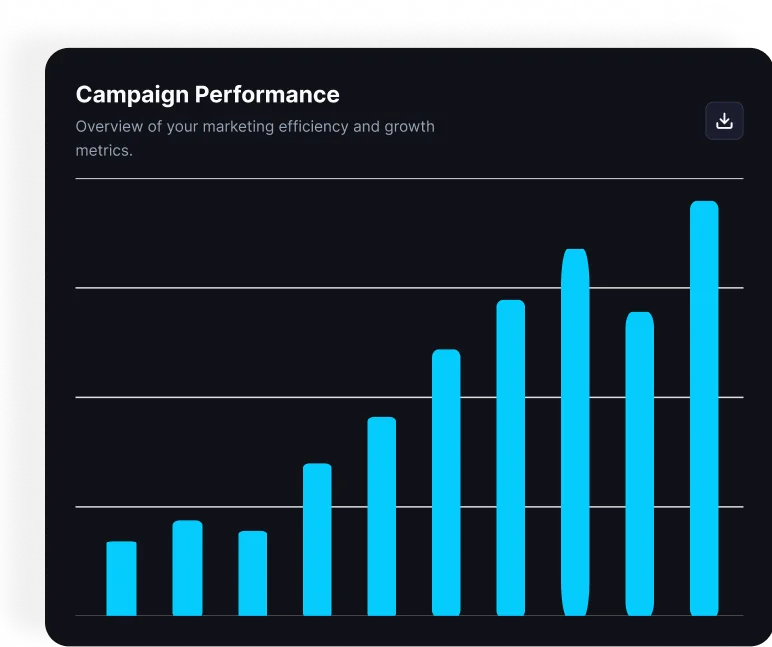 Campaign Performance
Overview of your marketing efficiency and growth
metrics.